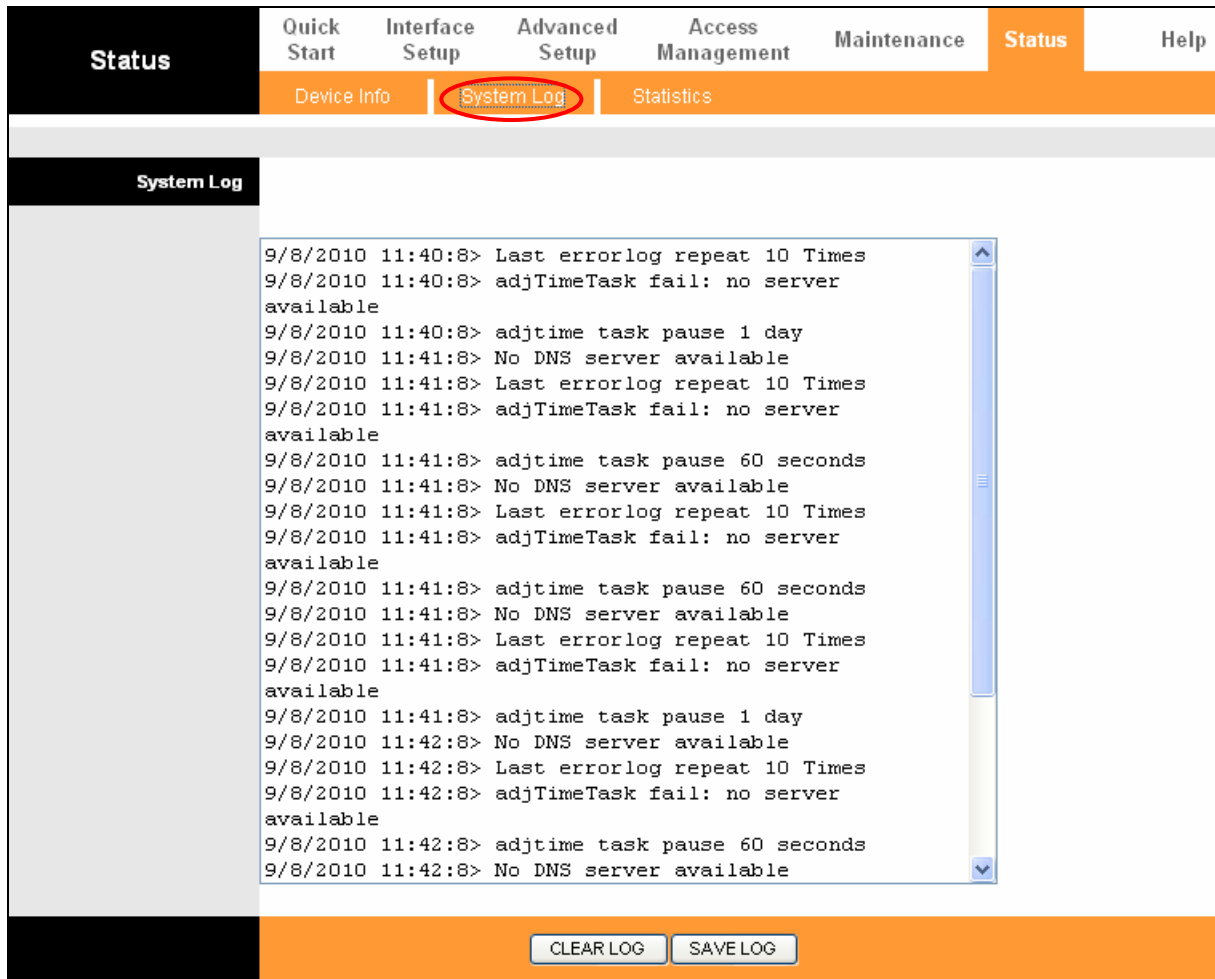 Status
Quick Start
Interface Setup
Advanced Setup
Access Management
Maintenance
Status
Help
Device Info
System Log
Statistics
System Log
9/8/2010 11:40:8> Last errorlog repeat 10 Times
9/8/2010 11:40:8> adjTimeTask fail: no server
available
9/8/2010 11:40:8> adjtime task pause 1 day
9/8/2010 11:41:8> No DNS server available
9/8/2010 11:41:8> Last errorlog repeat 10 Times
9/8/2010 11:41:8> adjTimeTask fail: no server
available
9/8/2010 11:41:8> adjtime task pause 60 seconds
9/8/2010 11:41:8> No DNS server available
9/8/2010 11:41:8> Last errorlog repeat 10 Times
9/8/2010 11:41:8> adjTimeTask fail: no server
available
9/8/2010 11:41:8> adjtime task pause 60 seconds
9/8/2010 11:41:8> No DNS server available
9/8/2010 11:41:8> Last errorlog repeat 10 Times
9/8/2010 11:41:8> adjTimeTask fail: no server
available
9/8/2010 11:41:8> adjtime task pause 1 day
9/8/2010 11:42:8> No DNS server available
9/8/2010 11:42:8> Last errorlog repeat 10 Times
9/8/2010 11:42:8> adjTimeTask fail: no server
available
9/8/2010 11:42:8> adjtime task pause 60 seconds
9/8/2010 11:42:8> No DNS server available
CLEAR LOG
SAVE LOG